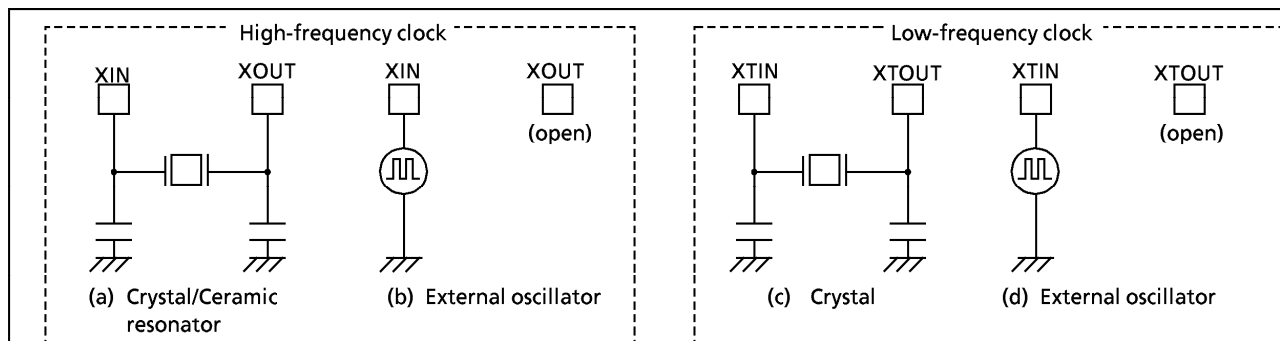 High-frequency clock
Low-frequency clock
XIN
XOUT
XIN
XOUT
XTIN
XTOUT
XTIN
XTOUT
(open)
(open)
(a) Crystal/Ceramic
resonator
(b) External oscillator
(c) Crystal
(d) External oscillator